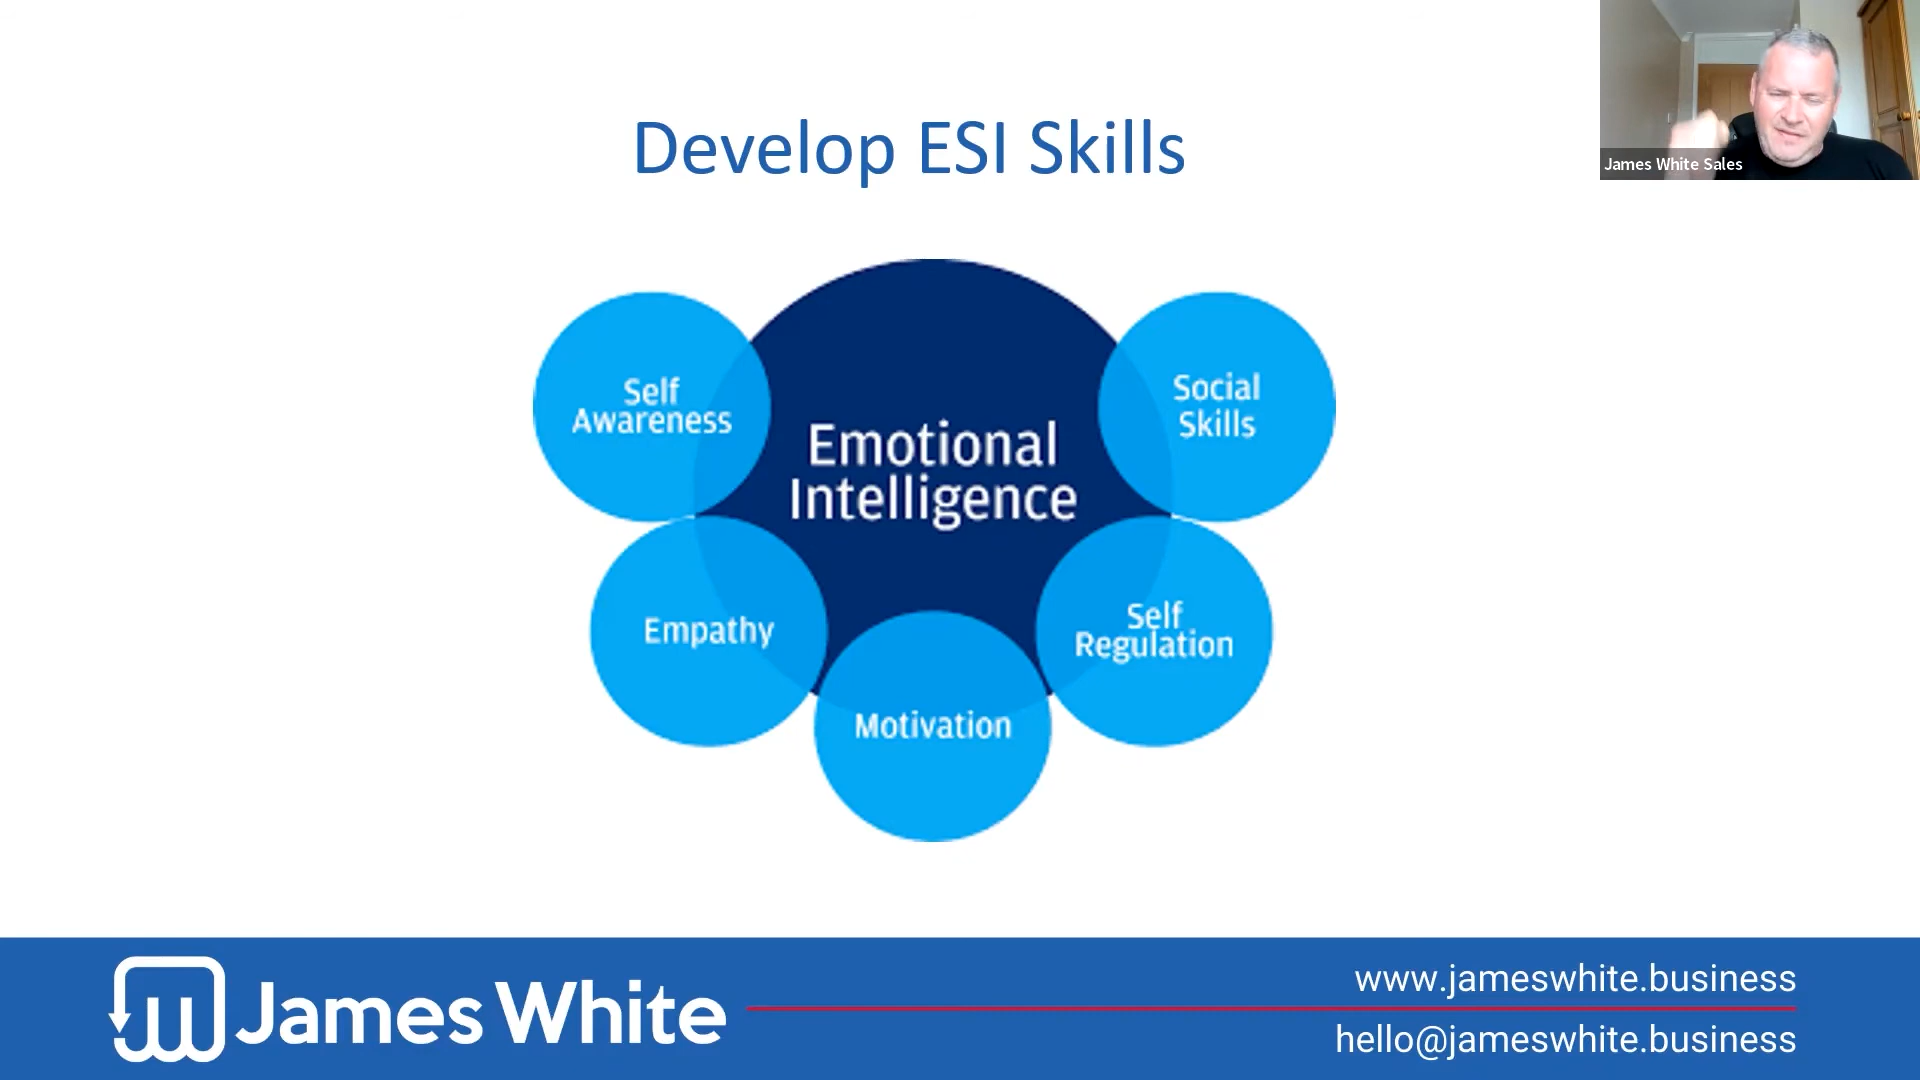 Develop ESI Skills
James White Sales
Self
Awareness
Emotional
Intelligence
Social
Skills
Empathy
Motivation
Self
Regulation
James White
www.jameswhite.business
hello@jameswhite.business